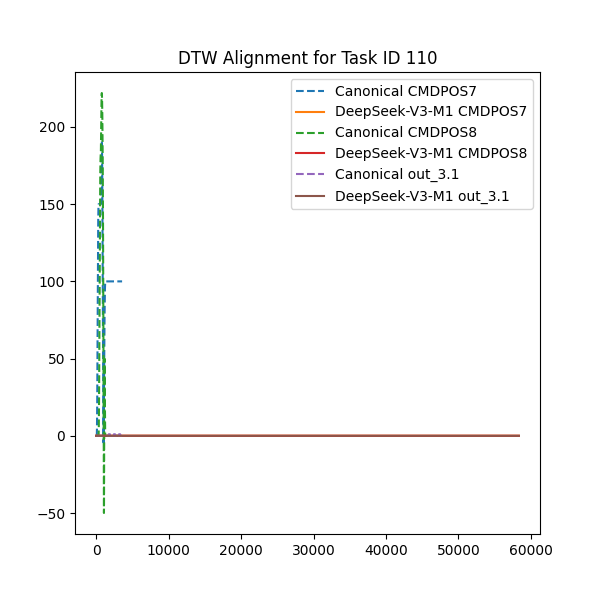 DTW Alignment for Task ID 110
Canonical CMDPOS7
DeepSeek-V3-M1 CMDPOS7
Canonical CMDPOS8
DeepSeek-V3-M1 CMDPOS8
Canonical out_3.1
DeepSeek-V3-M1 out_3.1
200
150
100
50
0
−50
0 10000 20000 30000 40000 50000 60000